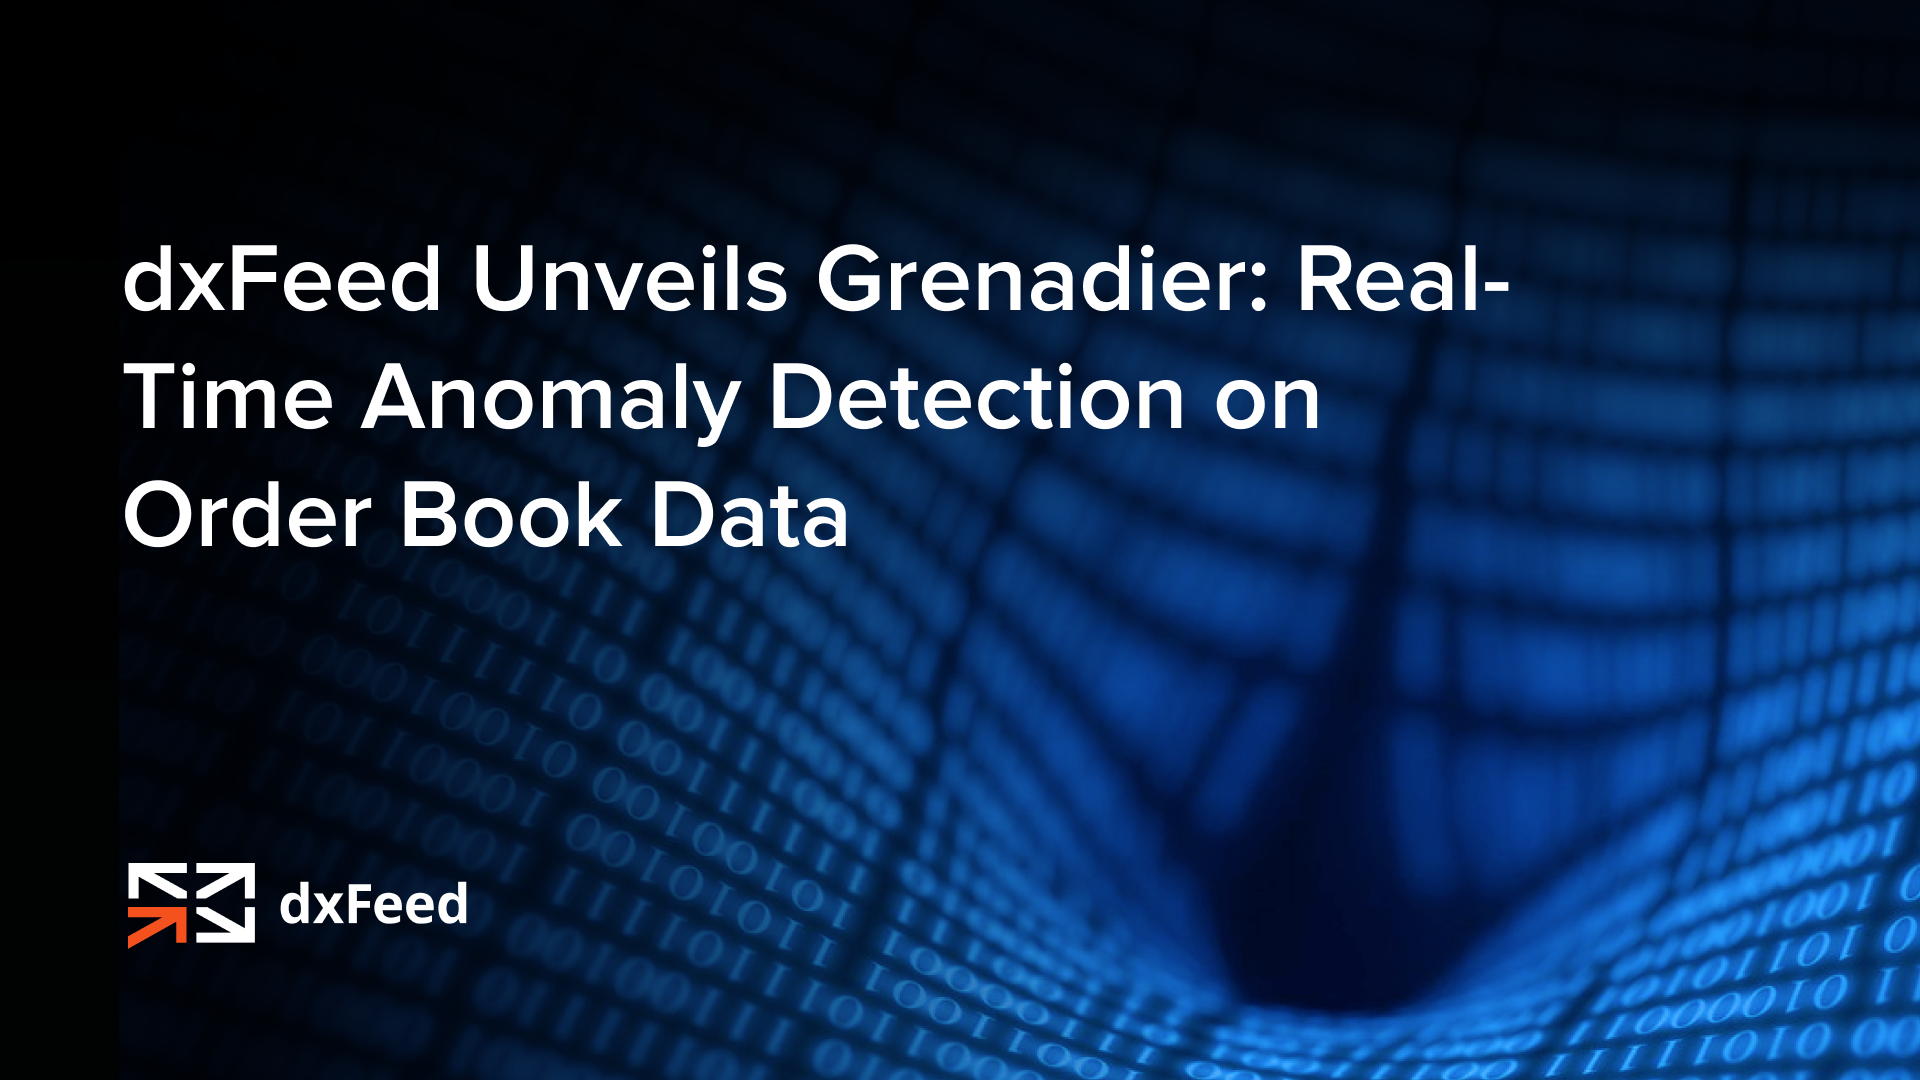 dxFeed Unveils Grenadier: Real-
Time Anomaly Detection on
Order Book Data
dxFeed